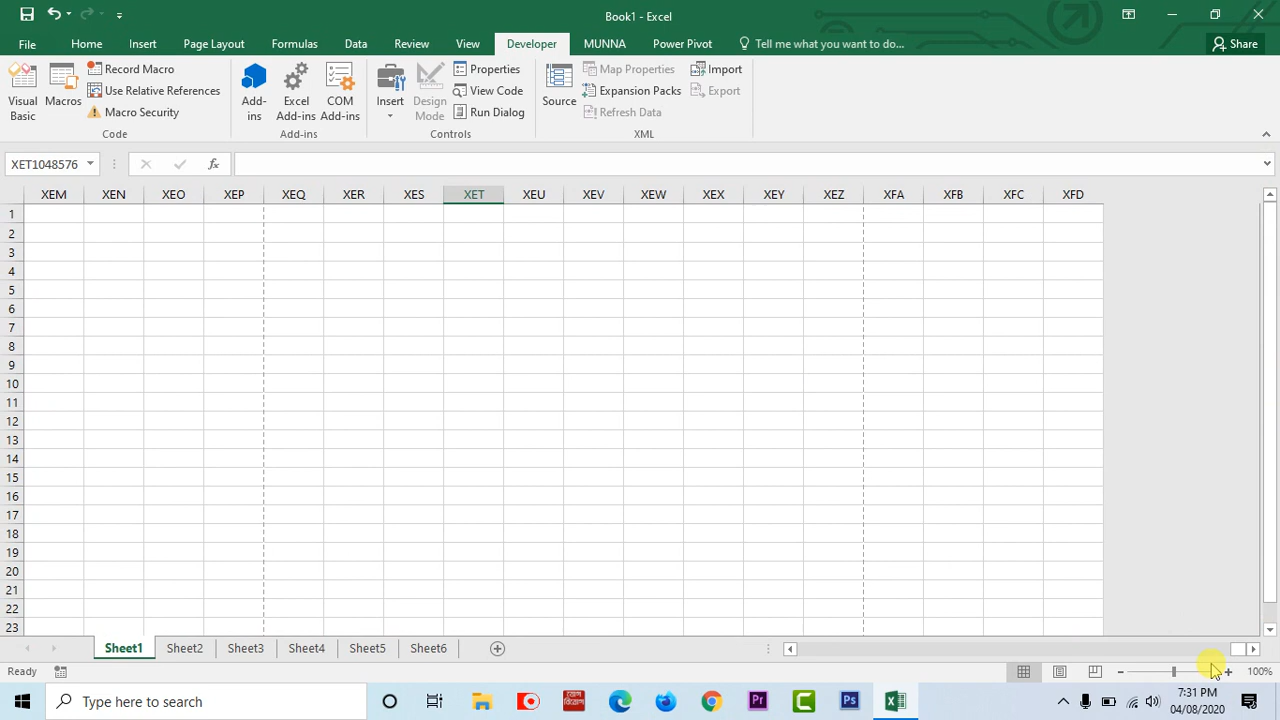 Book1 - Excel
File Home Insert Page Layout Formulas Data Review View Developer MUNNA Power Pivot Tell me what you want to do... Share
Visual Basic
Macros
Record Macro
Use Relative References
Macro Security
Code
Add-ins
Excel Add-ins
COM Add-ins
Add-ins
Insert
Design Mode
Properties
View Code
Run Dialog
Controls
Source
Map Properties
Expansion Packs
Refresh Data
Import
Export
XML
XET1048576 fx
XEM XEN XEO XEP XEQ XER XES XET XEU XEV XEW XEX XEY XEZ XFA XFB XFC XFD
1
2
3
4
5
6
7
8
9
10
11
12
13
14
15
16
17
18
19
20
21
22
23
Sheet1 Sheet2 Sheet3 Sheet4 Sheet5 Sheet6
Ready 100%
Type here to search
7:31 PM
04/08/2020